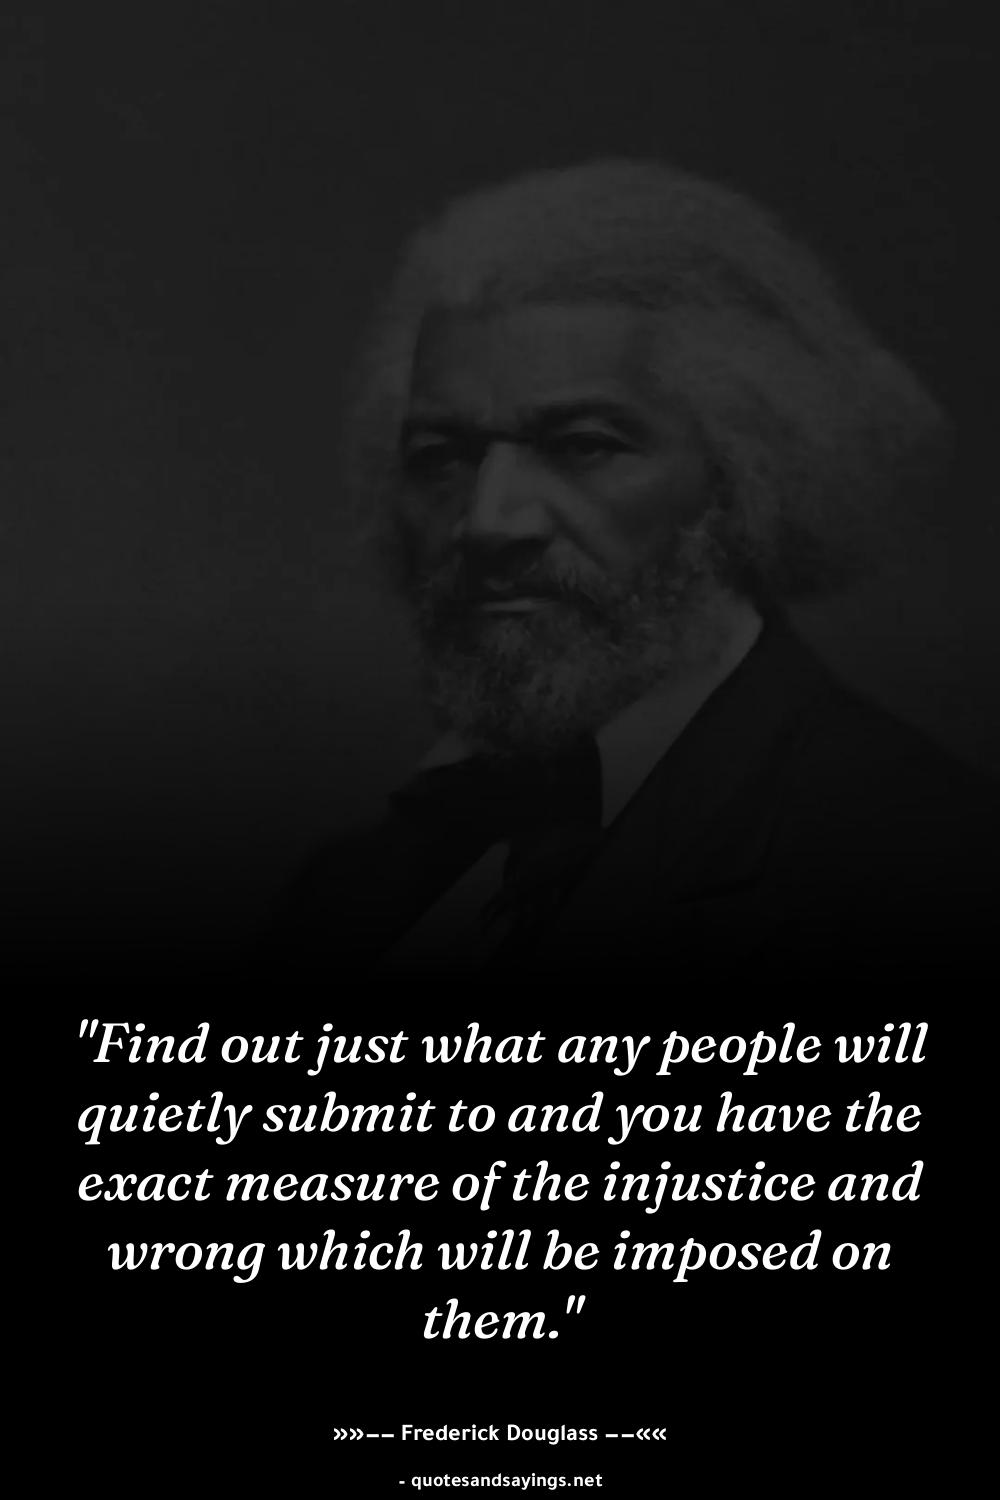 "Find out just what any people will
quietly submit to and you have the
exact measure of the injustice and
wrong which will be imposed on
them."
»»−− Frederick Douglass −−««
- quotesandsayings.net